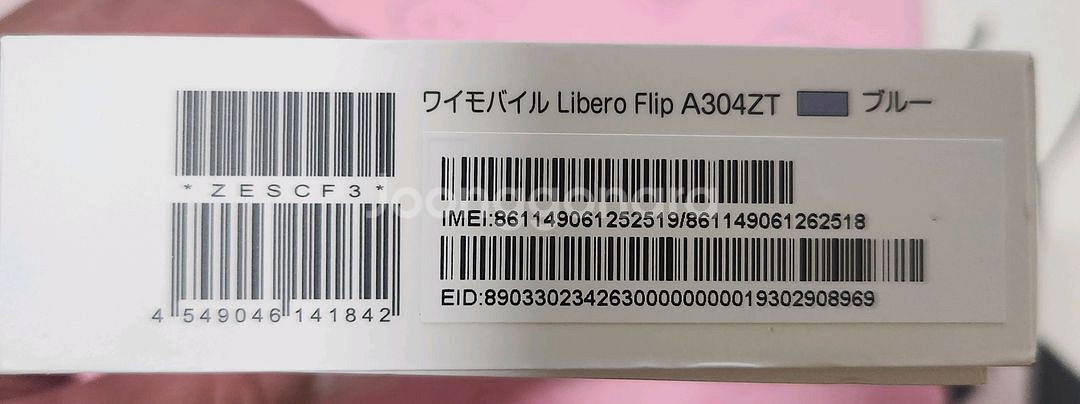 ワイモバイル Libero Flip A304ZT ブルー
*ZESCF3*
4 549046 141842
IMEI:861149061252519/861149061262518
EID:89033023426300000000019302908969
Joonggonara